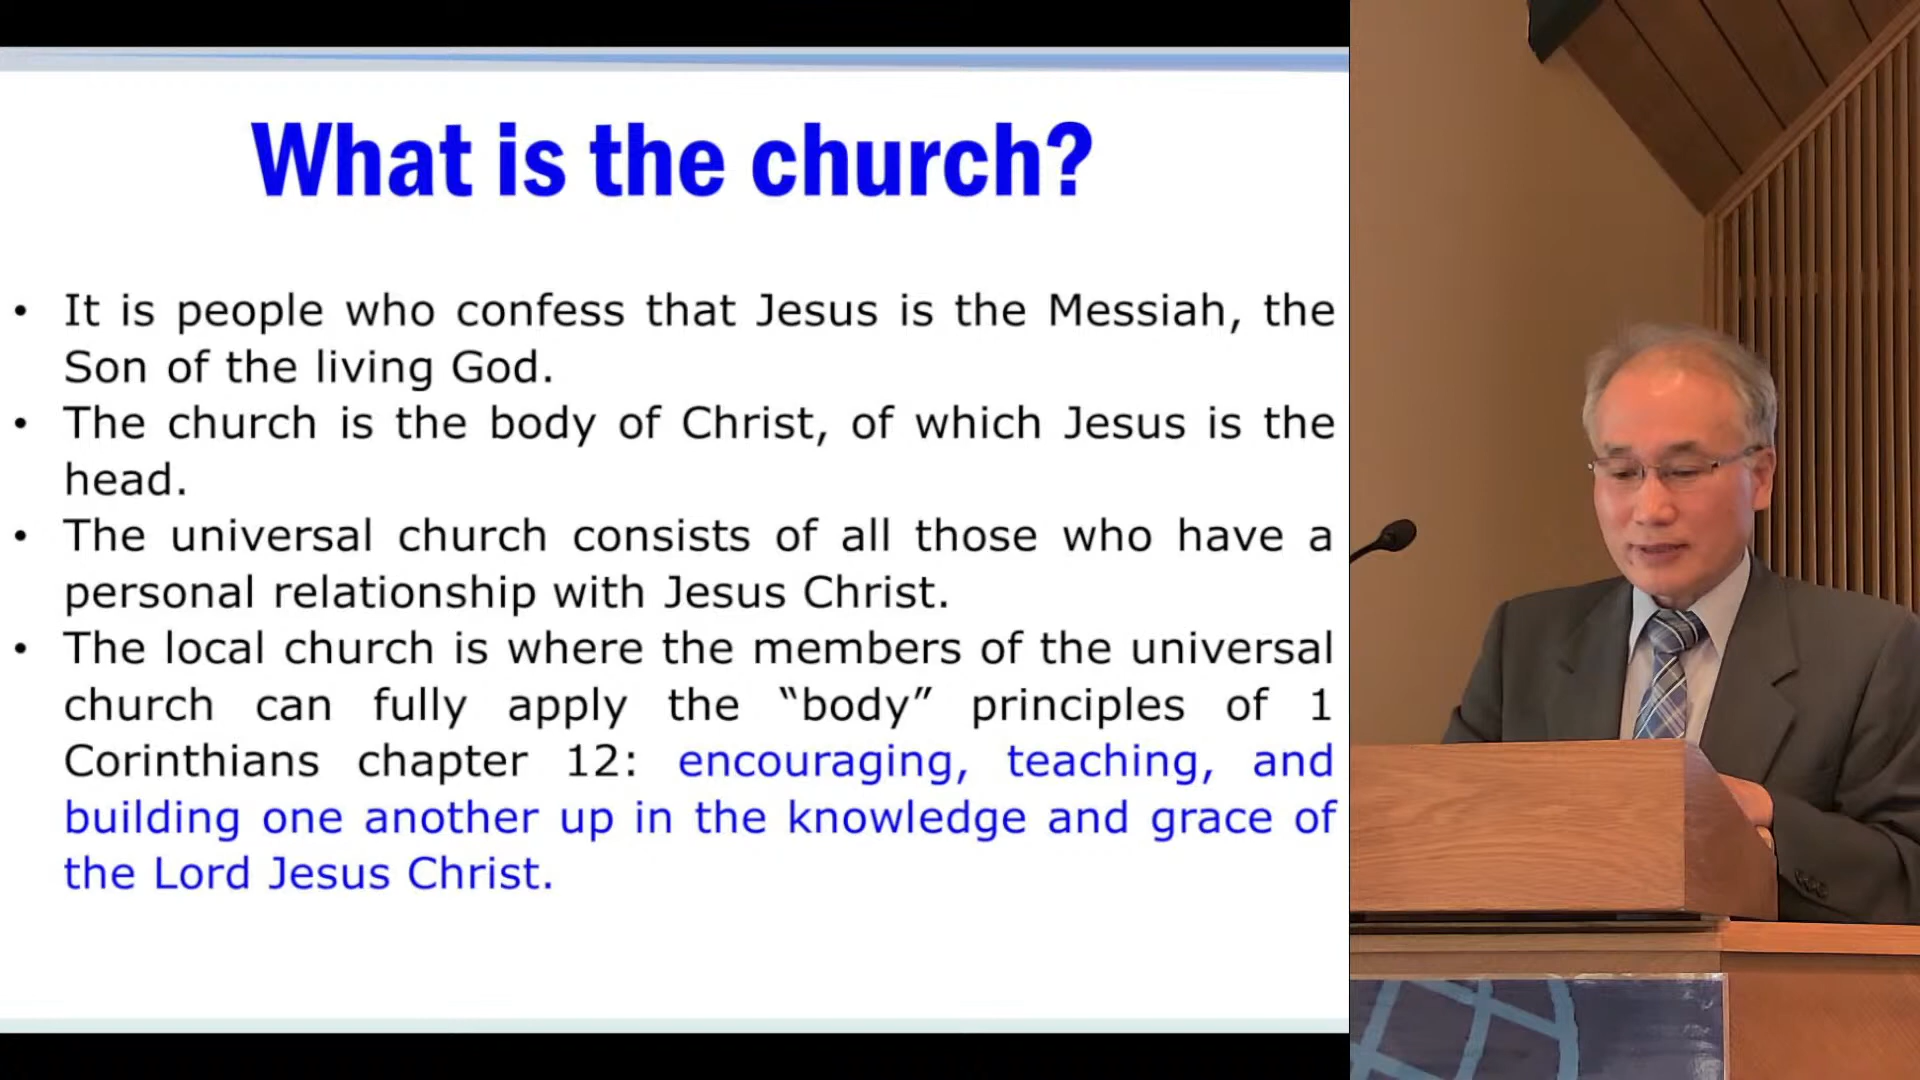 What is the church?
• It is people who confess that Jesus is the Messiah, the
Son of the living God.
• The church is the body of Christ, of which Jesus is the
head.
• The universal church consists of all those who have a
personal relationship with Jesus Christ.
• The local church is where the members of the universal
church can fully apply the “body” principles of 1
Corinthians chapter 12: encouraging, teaching, and
building one another up in the knowledge and grace of
the Lord Jesus Christ.